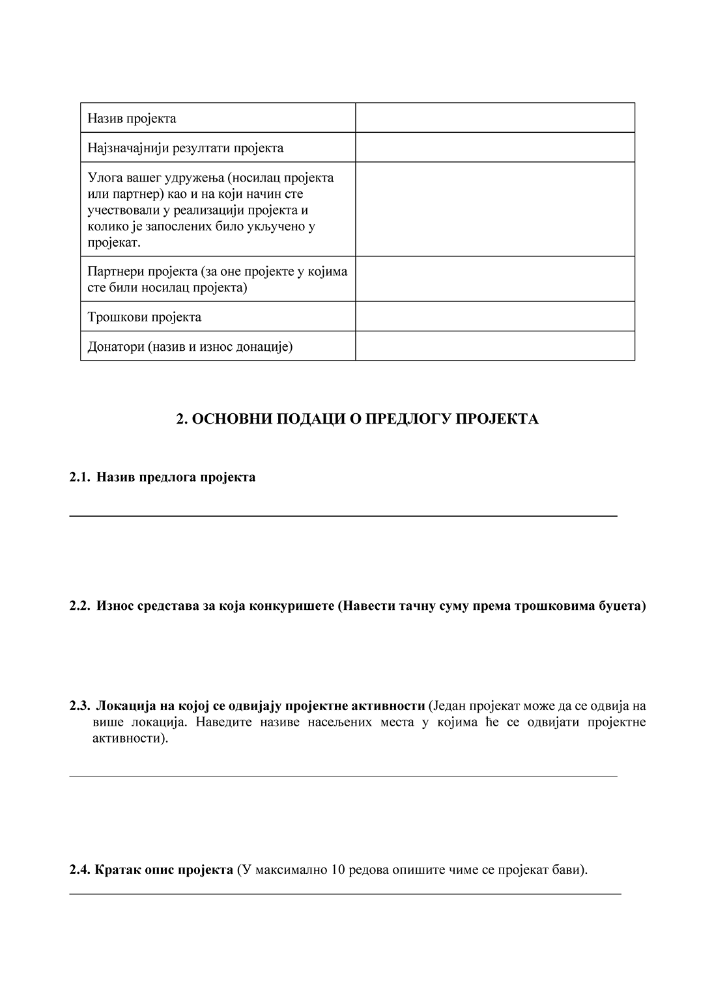 Назив пројекта
Најзначајнији резултати пројекта
Улога вашег удружења (носилац пројекта
или партнер) као и на који начин сте
учествовали у реализацији пројекта и
колико је запослених било укључено у
пројекат.
Партнери пројекта (за оне пројекте у којима
сте били носилац пројекта)
Трошкови пројекта
Донатори (назив и износ донације)
2. ОСНОВНИ ПОДАЦИ О ПРЕДЛОГУ ПРОЈЕКТА
2.1. Назив предлога пројекта
2.2. Износ средстава за која конкуришете (Навести тачну суму према трошковима буџета)
2.3. Локација на којој се одвијају пројектне активности (Један пројекат може да се одвија на
више локација. Наведите називе насељених места у којима ће се одвијати пројектне
активности).
2.4. Кратак опис пројекта (У максимално 10 редова опишите чиме се пројекат бави).